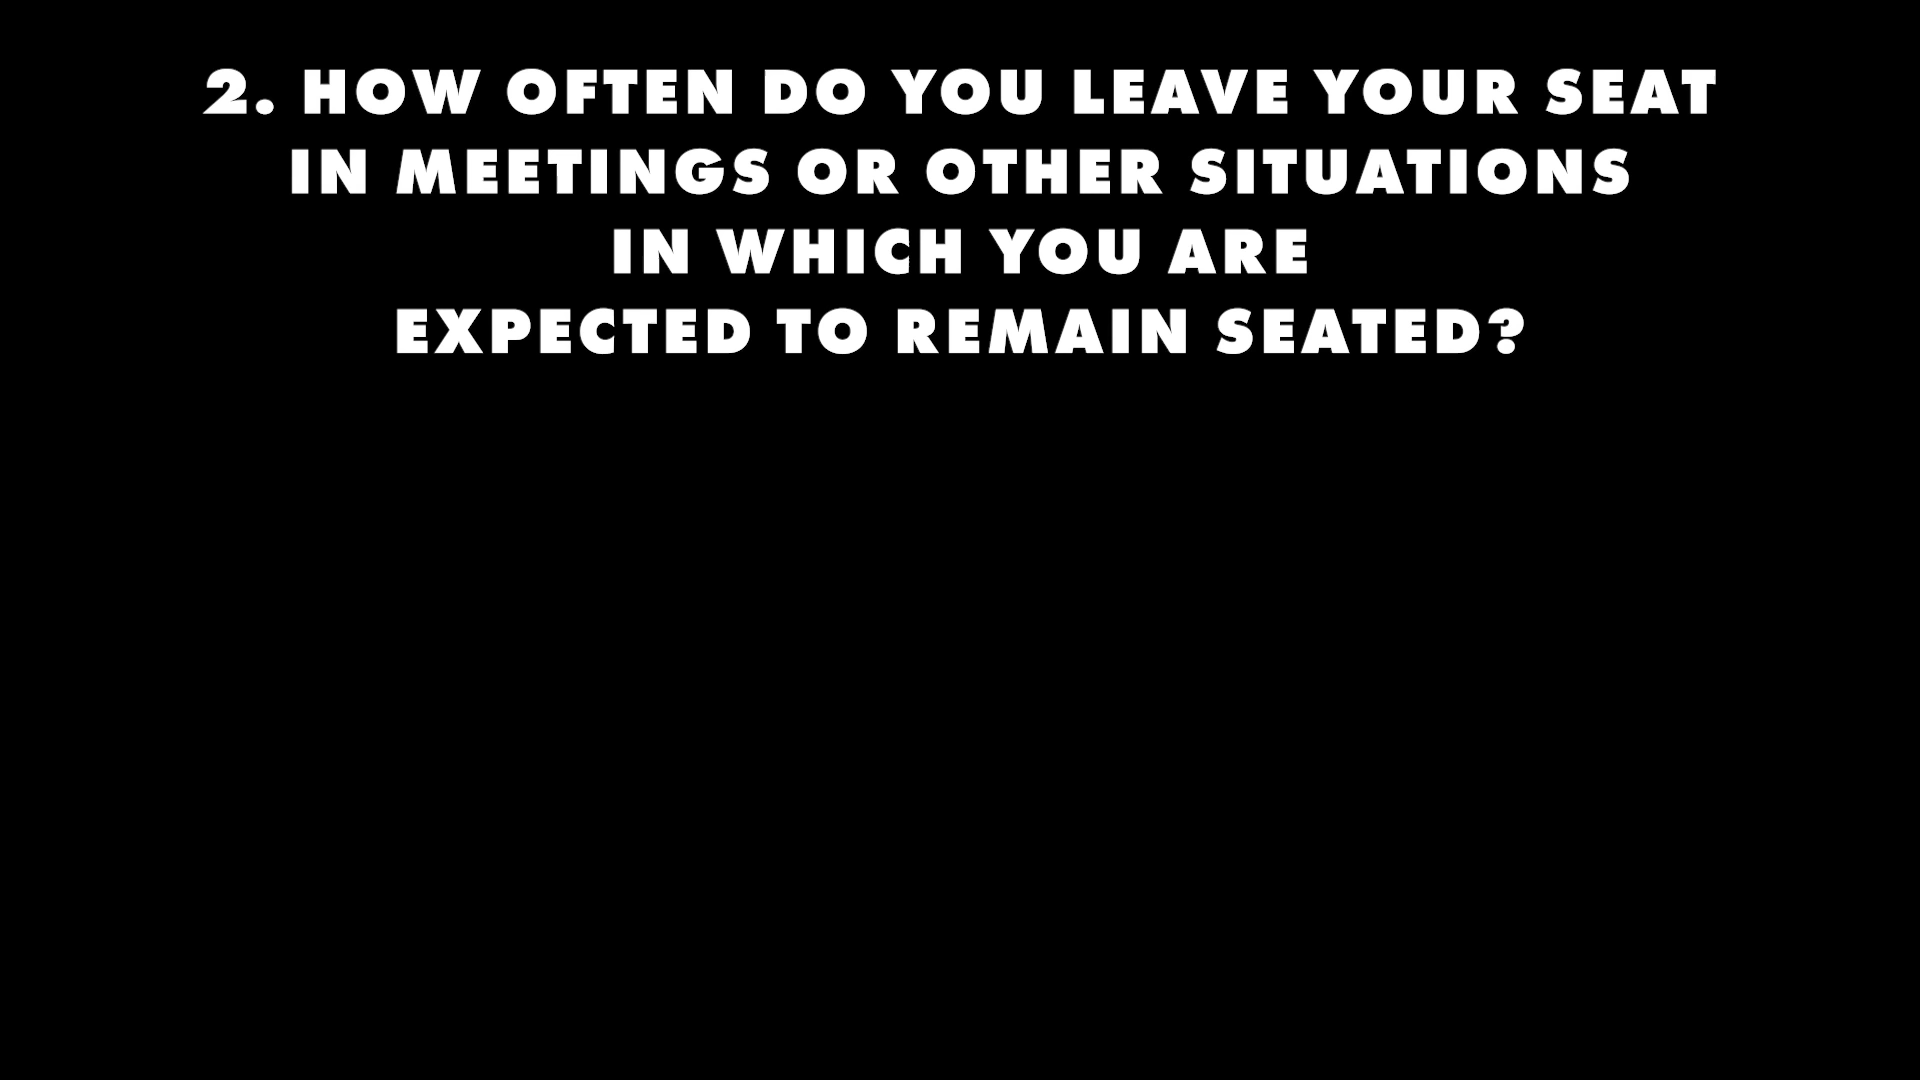 2. HOW OFTEN DO YOU LEAVE YOUR SEAT
IN MEETINGS OR OTHER SITUATIONS
IN WHICH YOU ARE
EXPECTED TO REMAIN SEATED?